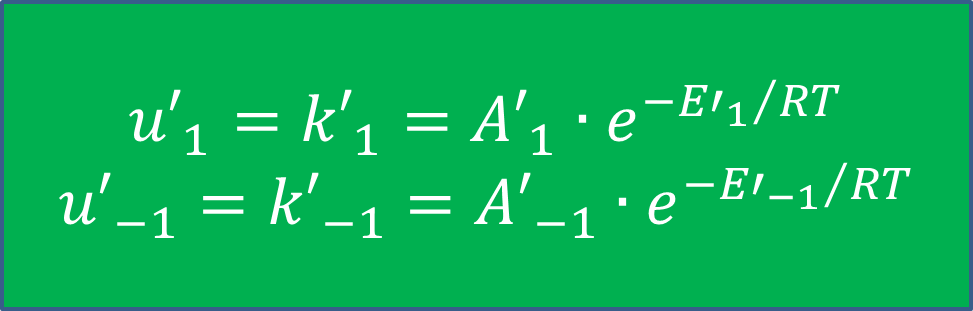 u′₁ = k′₁ = A′₁ · e^{−E′₁/RT}
u′₋₁ = k′₋₁ = A′₋₁ · e^{−E′₋₁/RT}